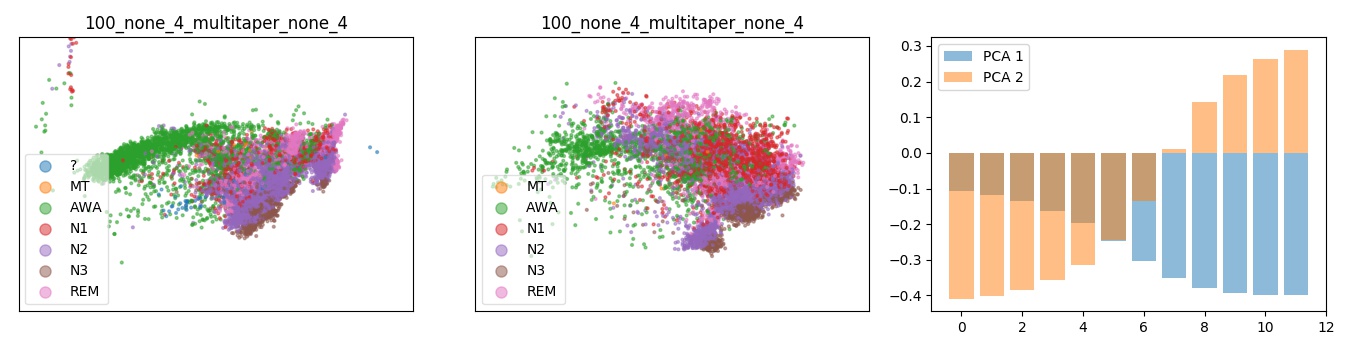 100_none_4_multitaper_none_4
?
MT
AWA
N1
N2
N3
REM
100_none_4_multitaper_none_4
MT
AWA
N1
N2
N3
REM
PCA 1
PCA 2
0.3
0.2
0.1
0.0
−0.1
−0.2
−0.3
−0.4
0 2 4 6 8 10 12